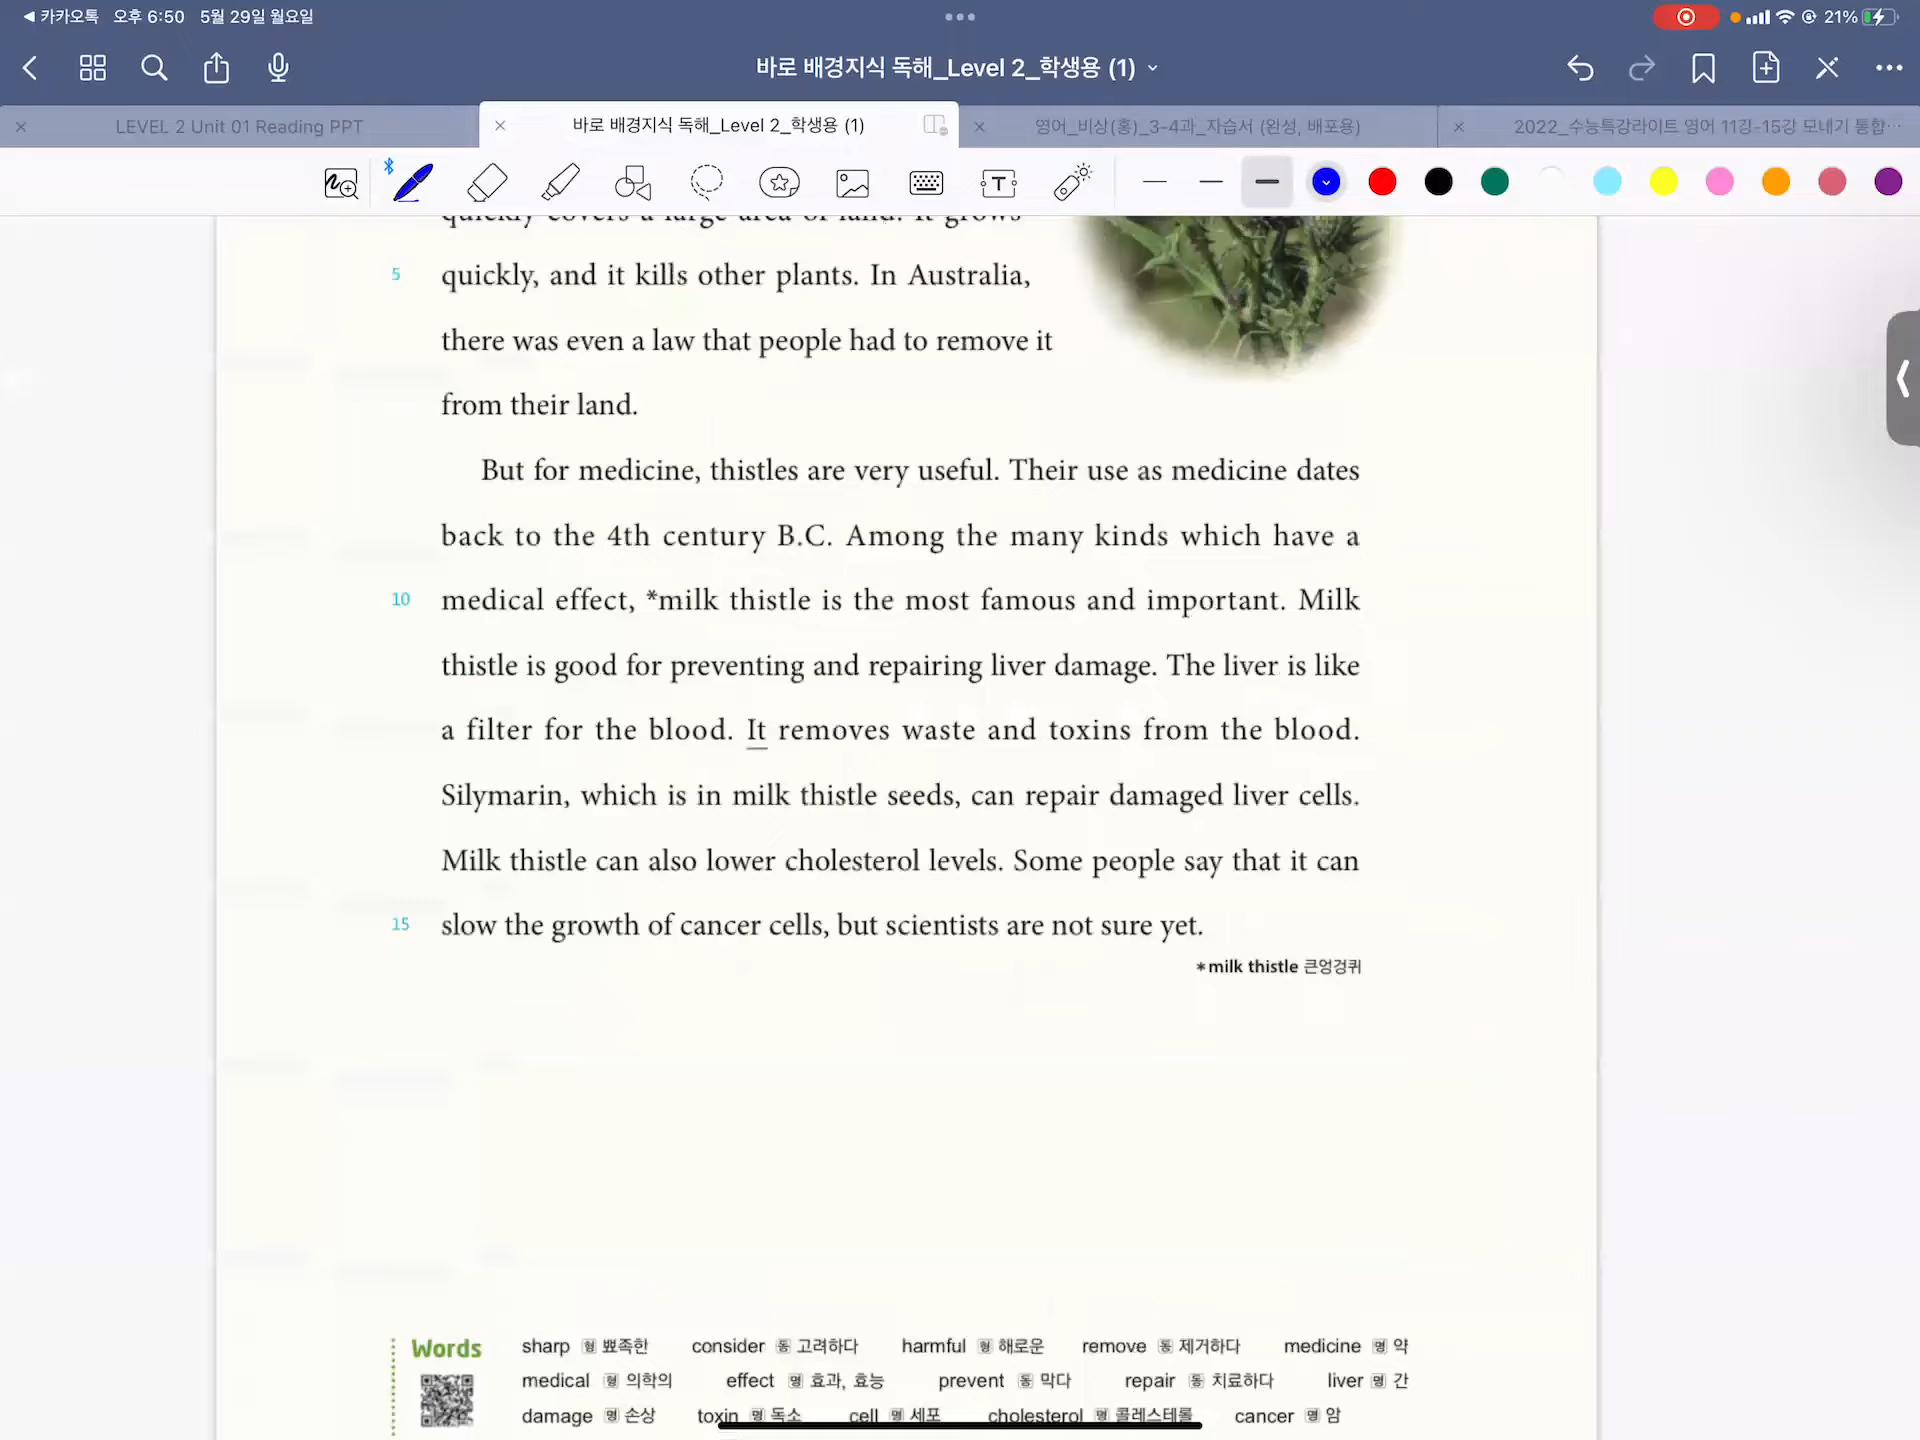 ◀ 카카오톡 오후 6:50 5월 29일 월요일
21%
바로 배경지식 독해_Level 2_학생용 (1)
LEVEL 2 Unit 01 Reading PPT
바로 배경지식 독해_Level 2_학생용 (1)
영어_비상(홍)_3-4과_자습서 (완성, 배포용)
2022_수능특강라이트 영어 11강-15강 모내기 통합…
quickly covers a large area of land. It grows
5 quickly, and it kills other plants. In Australia,
there was even a law that people had to remove it
from their land.
But for medicine, thistles are very useful. Their use as medicine dates
back to the 4th century B.C. Among the many kinds which have a
10 medical effect, *milk thistle is the most famous and important. Milk
thistle is good for preventing and repairing liver damage. The liver is like
a filter for the blood. It removes waste and toxins from the blood.
Silymarin, which is in milk thistle seeds, can repair damaged liver cells.
Milk thistle can also lower cholesterol levels. Some people say that it can
15 slow the growth of cancer cells, but scientists are not sure yet.
*milk thistle 큰엉겅퀴
Words sharp 형 뾰족한 consider 동 고려하다 harmful 형 해로운 remove 동 제거하다 medicine 명 약
medical 형 의학의 effect 명 효과, 효능 prevent 동 막다 repair 동 치료하다 liver 명 간
damage 명 손상 toxin 명 독소 cell 명 세포 cholesterol 명 콜레스테롤 cancer 명 암